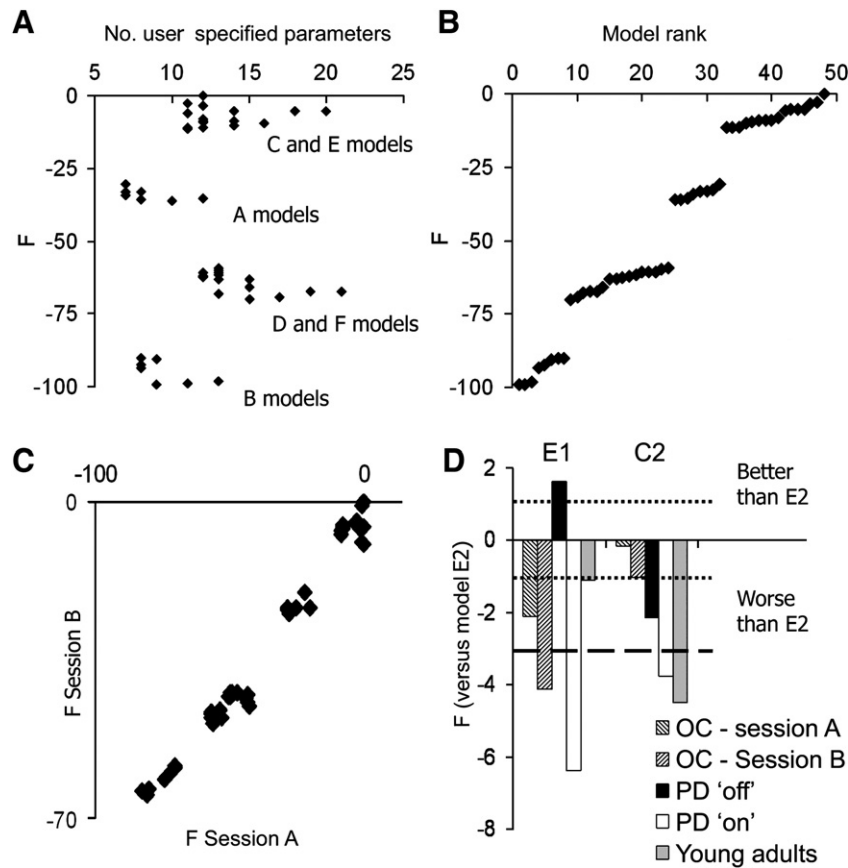 A
No. user specified parameters
5 10 15 20 25
0
-25
-50
-75
-100
F
C and E models
A models
D and F models
B models
B
Model rank
0 10 20 30 40 50
0
-25
-50
-75
-100
F
C
-100 0
0
-70
F Session B
F Session A
D
E1 C2
2
0
-2
-4
-6
-8
F (versus model E2)
Better
than E2
Worse
than E2
OC - session A
OC - Session B
PD 'off'
PD 'on'
Young adults